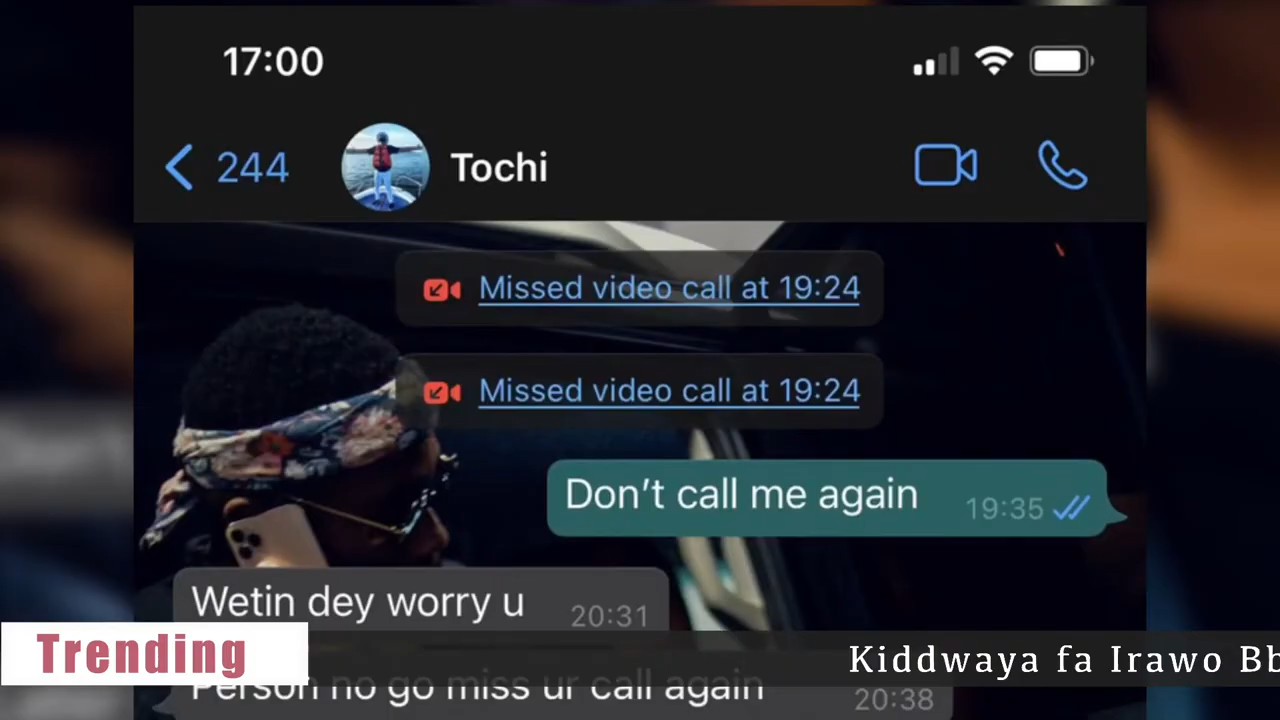 17:00
244
Tochi
Missed video call at 19:24
Missed video call at 19:24
Don't call me again 19:35
Wetin dey worry u 20:31
Trending
Kiddwaya fa Irawo Bb
Person no go miss ur call again 20:38